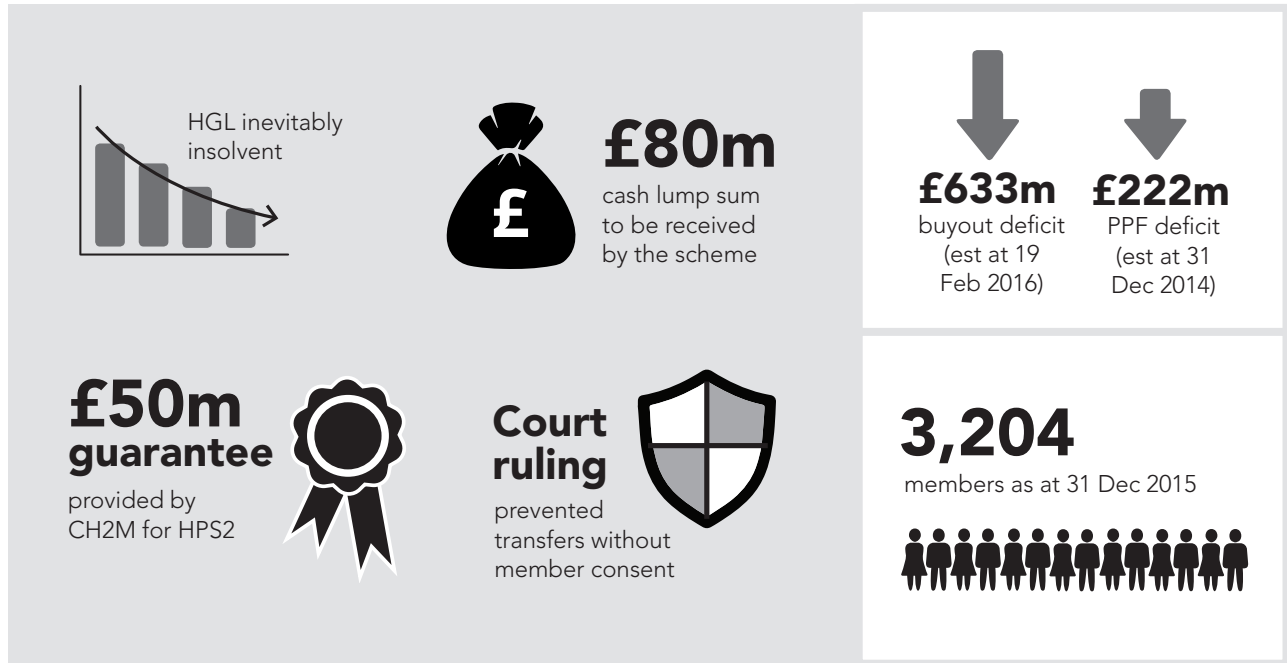 HGL inevitably
insolvent
£
£80m
cash lump sum
to be received
by the scheme
£633m
buyout deficit
(est at 19
Feb 2016)
£222m
PPF deficit
(est at 31
Dec 2014)
£50m
guarantee
provided by
CH2M for HPS2
Court
ruling
prevented
transfers without
member consent
3,204
members as at 31 Dec 2015